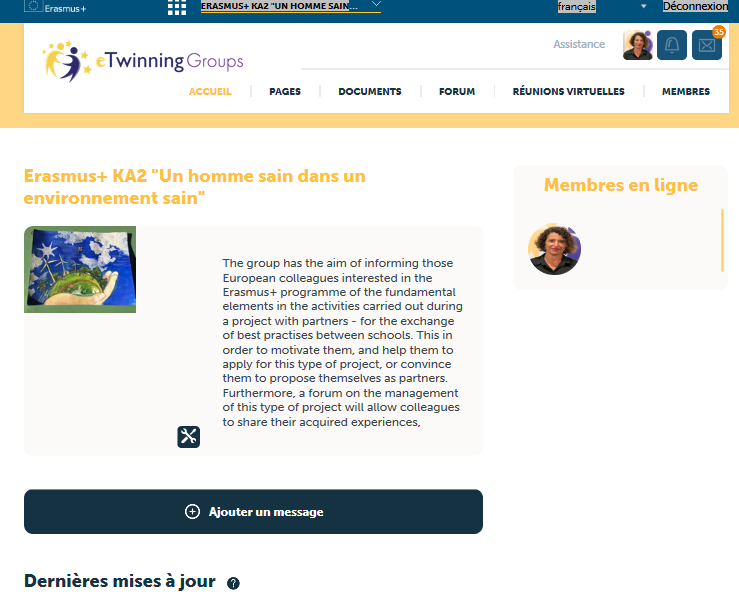 Erasmus+
ERASMUS+ KA2 "UN HOMME SAIN...
français
Déconnexion
eTwinning Groups
Assistance
35
ACCUEIL
PAGES
DOCUMENTS
FORUM
RÉUNIONS VIRTUELLES
MEMBRES
Erasmus+ KA2 "Un homme sain dans un
environnement sain"
The group has the aim of informing those
European colleagues interested in the
Erasmus+ programme of the fundamental
elements in the activities carried out during
a project with partners - for the exchange
of best practises between schools. This in
order to motivate them, and help them to
apply for this type of project, or convince
them to propose themselves as partners.
Furthermore, a forum on the management
of this type of project will allow colleagues
to share their acquired experiences,
Membres en ligne
Ajouter un message
Dernières mises à jour ?